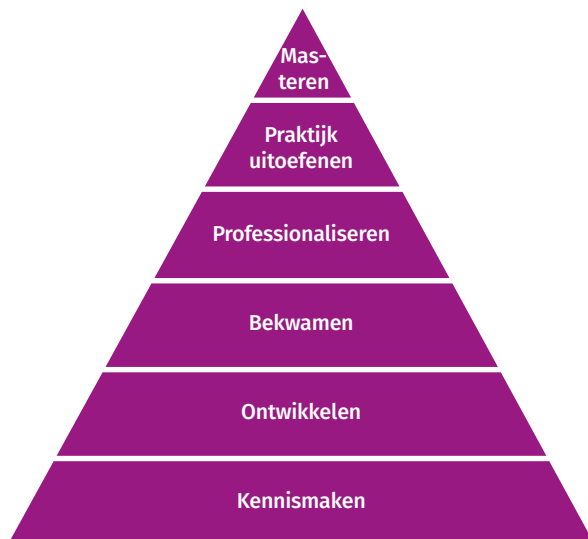 Mas-
teren
Praktijk
uitoefenen
Professionaliseren
Bekwamen
Ontwikkelen
Kennismaken